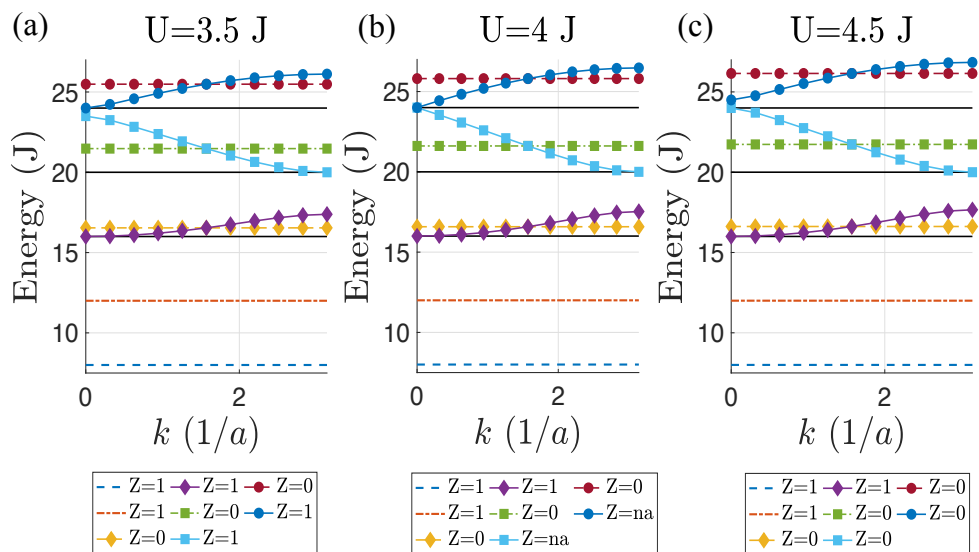 (a) U=3.5 J
(b) U=4 J
(c) U=4.5 J
Energy (J)
25
20
15
10
0 2
k (1/a)
Energy (J)
25
20
15
10
0 2
k (1/a)
Energy (J)
25
20
15
10
0 2
k (1/a)
Z=1 Z=1 Z=0
Z=1 Z=0 Z=1
Z=0 Z=1
Z=1 Z=1 Z=0
Z=1 Z=0 Z=na
Z=0 Z=na
Z=1 Z=1 Z=0
Z=1 Z=0 Z=0
Z=0 Z=0